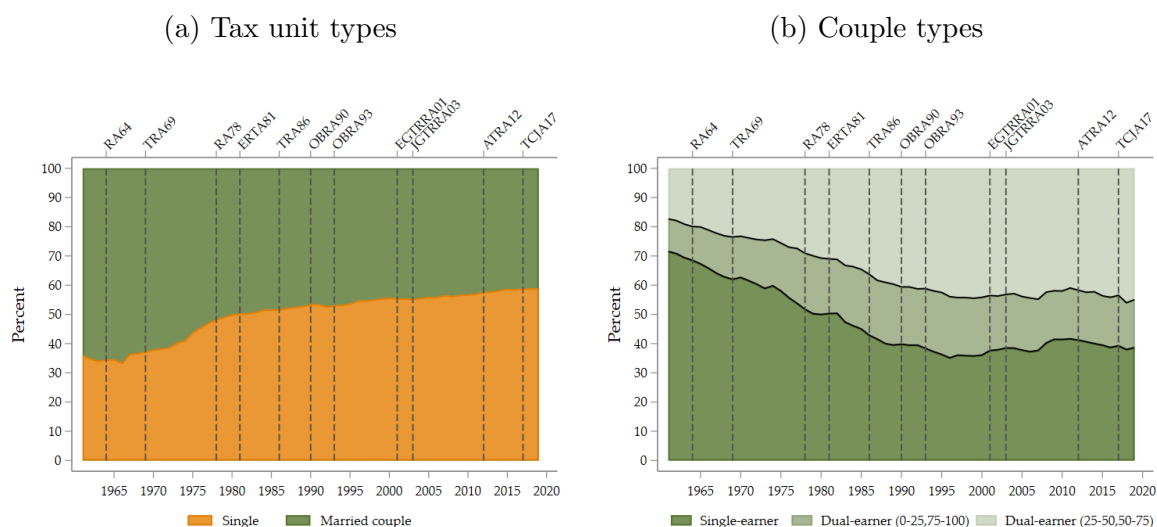 (a) Tax unit types
RA64 TRA69 RA78 ERTA81 TRA86 OBRA90 OBRA93 EGTRRA01 JGTRRA03 ATRA12 TCJA17
100
90
80
70
60
50
40
30
20
10
0
Percent
1965 1970 1975 1980 1985 1990 1995 2000 2005 2010 2015 2020
Single Married couple
(b) Couple types
RA64 TRA69 RA78 ERTA81 TRA86 OBRA90 OBRA93 EGTRRA01 JGTRRA03 ATRA12 TCJA17
100
90
80
70
60
50
40
30
20
10
0
Percent
1965 1970 1975 1980 1985 1990 1995 2000 2005 2010 2015 2020
Single-earner Dual-earner (0-25,75-100) Dual-earner (25-50,50-75)